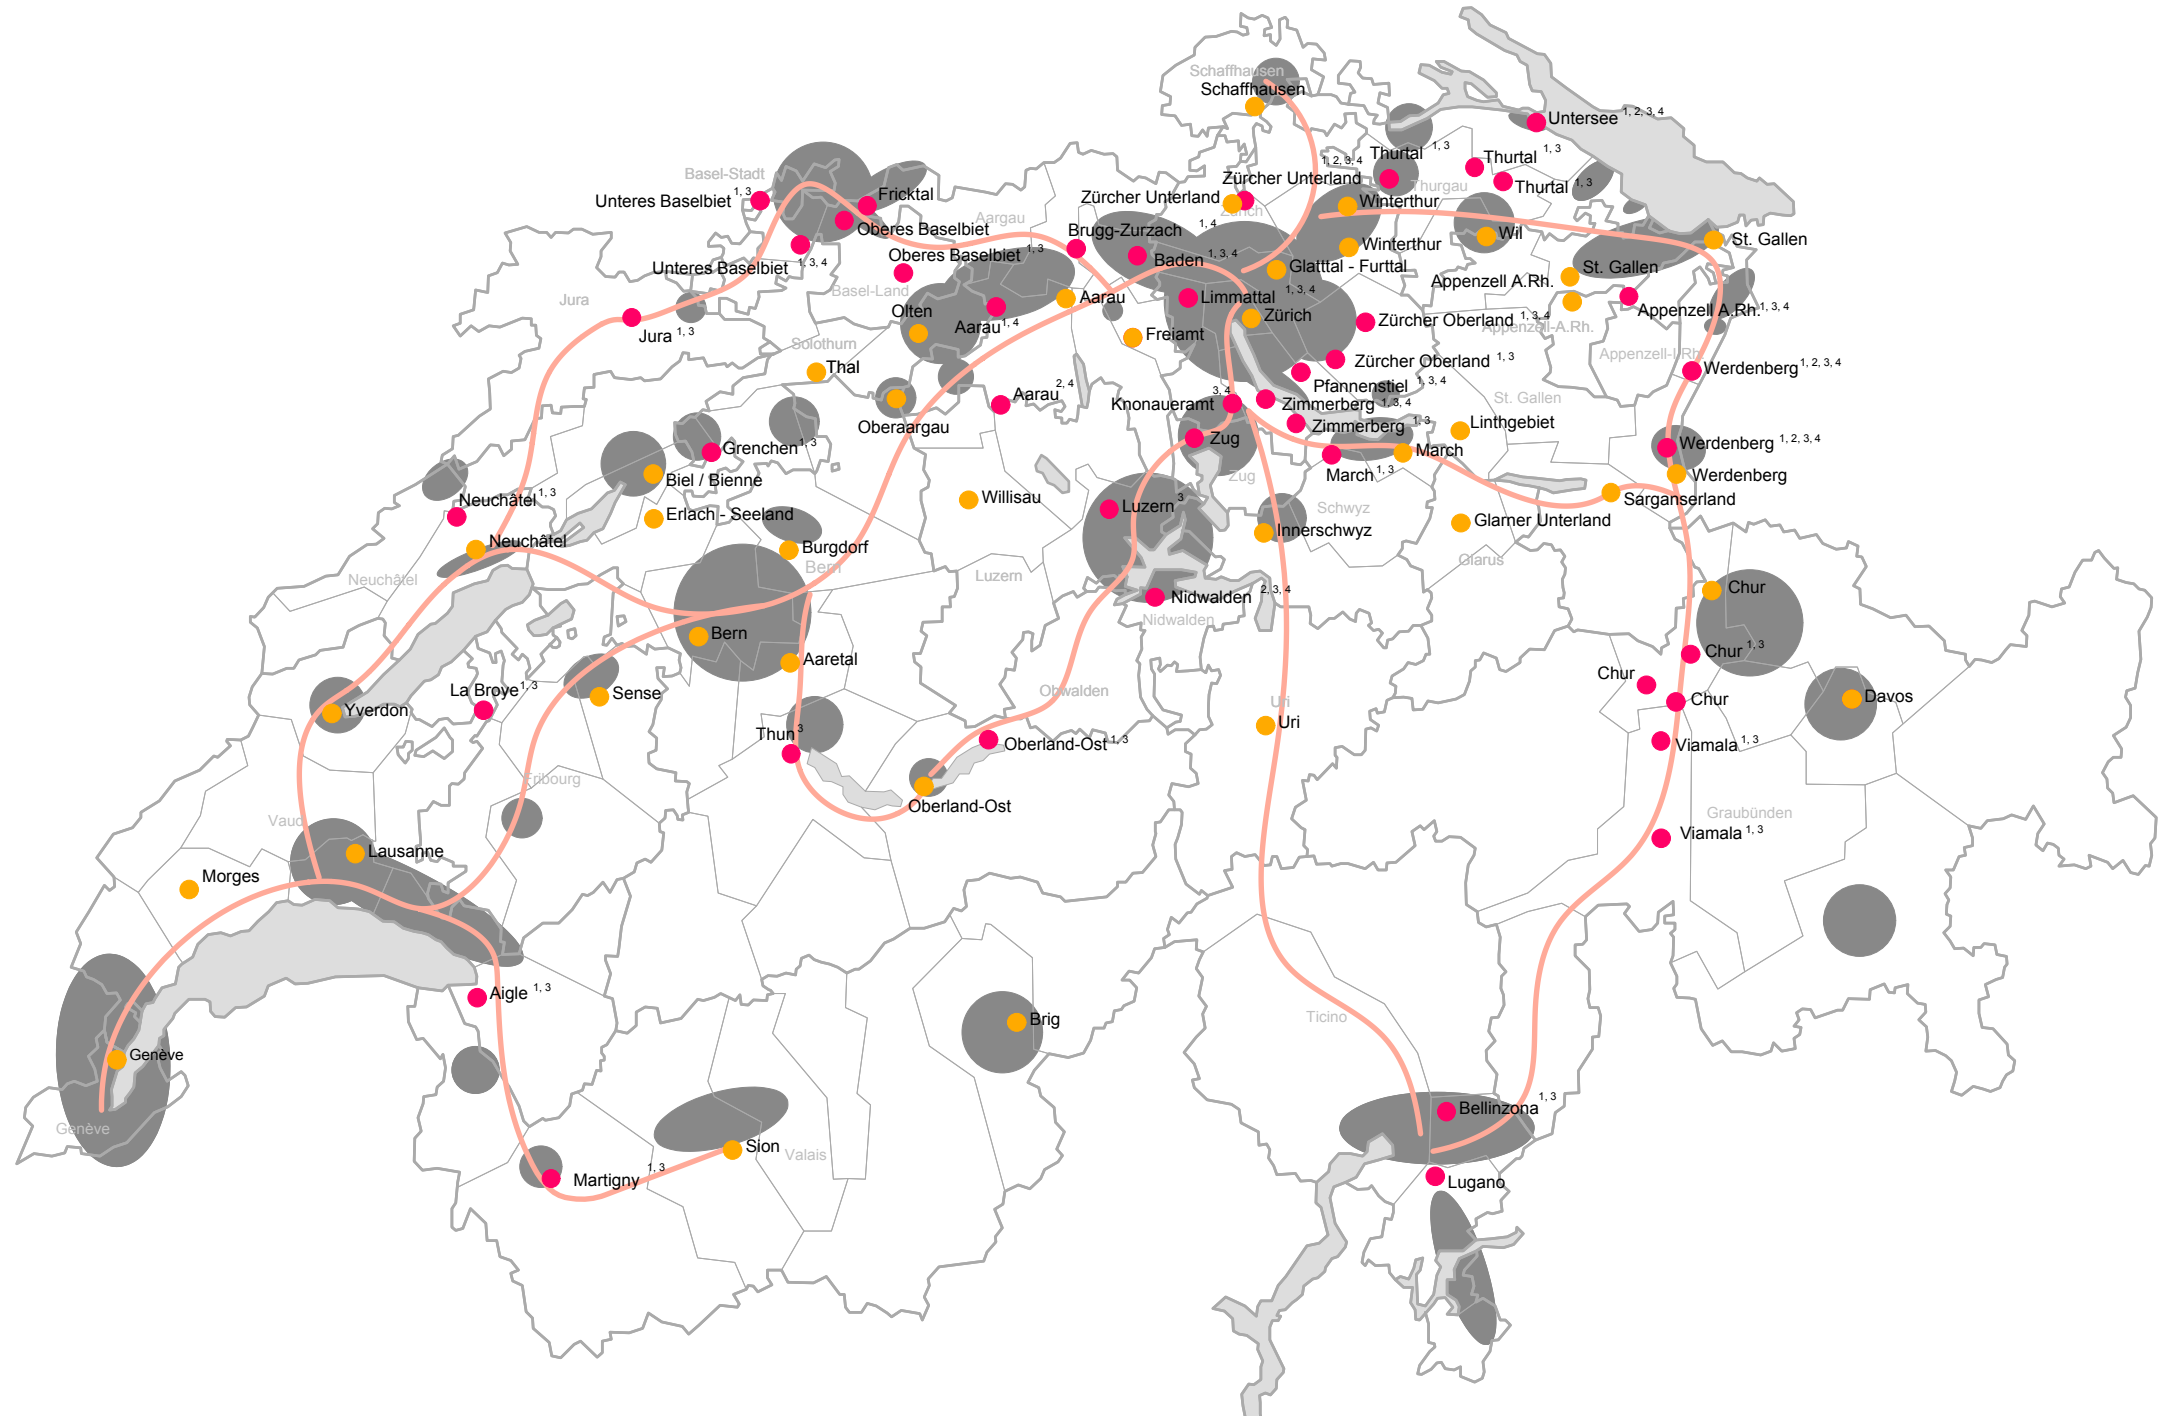 Schaffhausen
Schaffhausen
Untersee 1, 2, 3, 4
Basel-Stadt
Unteres Baselbiet 1, 3
Fricktal
Oberes Baselbiet
Aargau
Unteres Baselbiet 1, 3, 4
Oberes Baselbiet 1, 3
Basel-Land
Brugg-Zurzach 1, 4
Baden 1, 3, 4
Zürcher Unterland
Zürcher Unterland 1, 2, 3, 4
Zürich
Thurtal 1, 3
Thurtal 1, 3
Thurtal 1, 3
Thurgau
Winterthur
Winterthur
Wil
St. Gallen
St. Gallen
Glatttal - Furttal
Appenzell A.Rh.
Appenzell A.Rh. 1, 3, 4
Appenzell-A.Rh.
Appenzell-I.Rh.
Jura
Jura 1, 3
Olten
Aarau 1, 4
Aarau
Limmattal 1, 3, 4
Zürich
Freiamt
Zürcher Oberland 1, 3, 4
Zürcher Oberland 1, 3
Solothurn
Thal
Oberaargau
Aarau 2, 4
Knonaueramt 3, 4
Pfannenstiel 1, 3, 4
Zimmerberg 1, 3, 4
Zimmerberg 1, 3
Werdenberg 1, 2, 3, 4
Werdenberg 1, 2, 3, 4
Werdenberg
St. Gallen
Linthgebiet
Grenchen 1, 3
Biel / Bienne
Erlach - Seeland
Zug
Zug
March 1, 3
March
Sarganserland
Neuchâtel 1, 3
Neuchâtel
Neuchâtel
Willisau
Luzern 3
Schwyz
Innerschwyz
Glarner Unterland
Glarus
Burgdorf
Bern
Bern
Luzern
Nidwalden 2, 3, 4
Nidwalden
Chur
Aaretal
Sense
La Broye 1, 3
Yverdon
Obwalden
Uri
Uri
Chur 1, 3
Chur
Chur
Davos
Viamala 1, 3
Viamala 1, 3
Graubünden
Thun 3
Oberland-Ost 1, 3
Oberland-Ost
Fribourg
Vaud
Lausanne
Morges
Aigle 1, 3
Genève
Genève
Brig
Ticino
Bellinzona 1, 3
Lugano
Sion
Valais
Martigny 1, 3